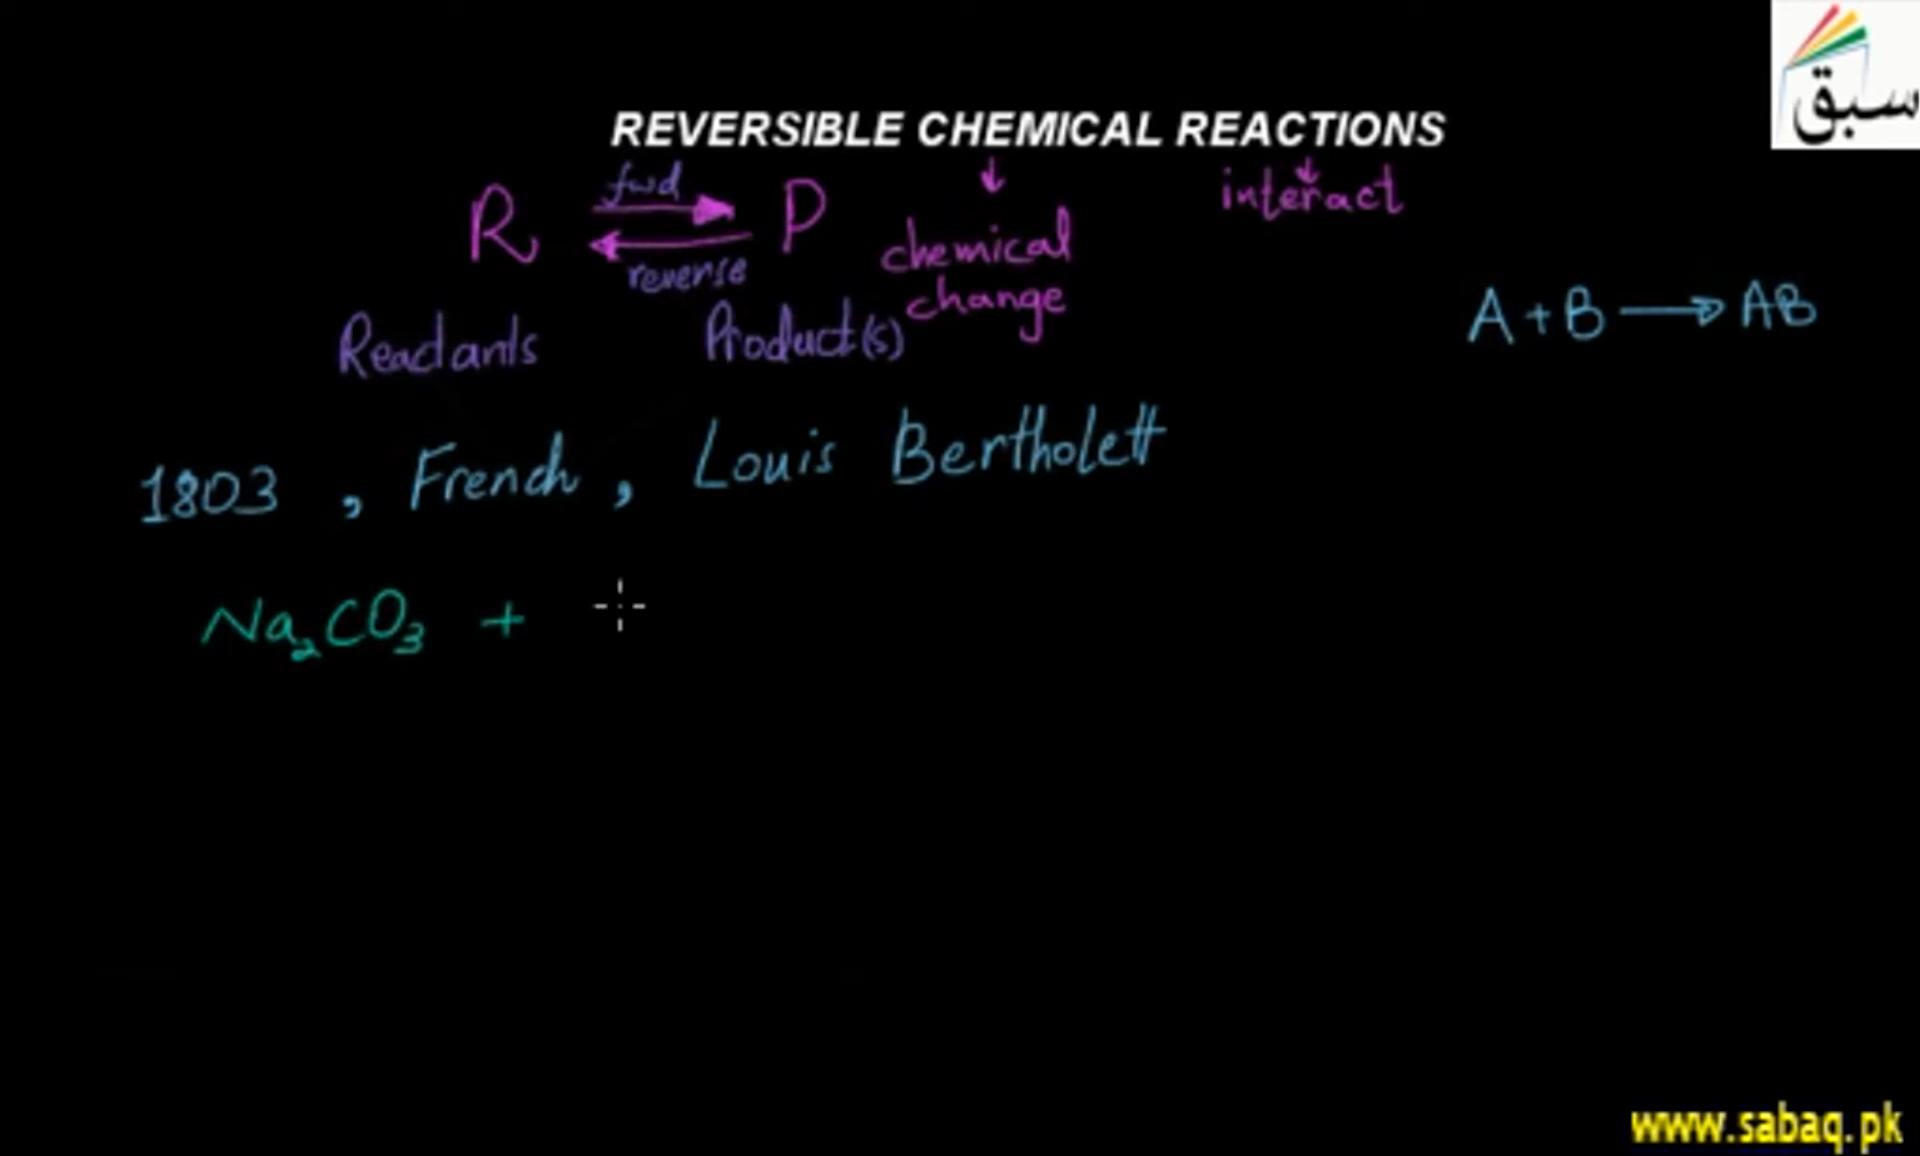 سبق
REVERSIBLE CHEMICAL REACTIONS
R fwd P
reverse
chemical change
interact
Reactants Product(s)
A + B → AB
1803 , French , Louis Bertholett
Na₂CO₃ +
www.sabaq.pk